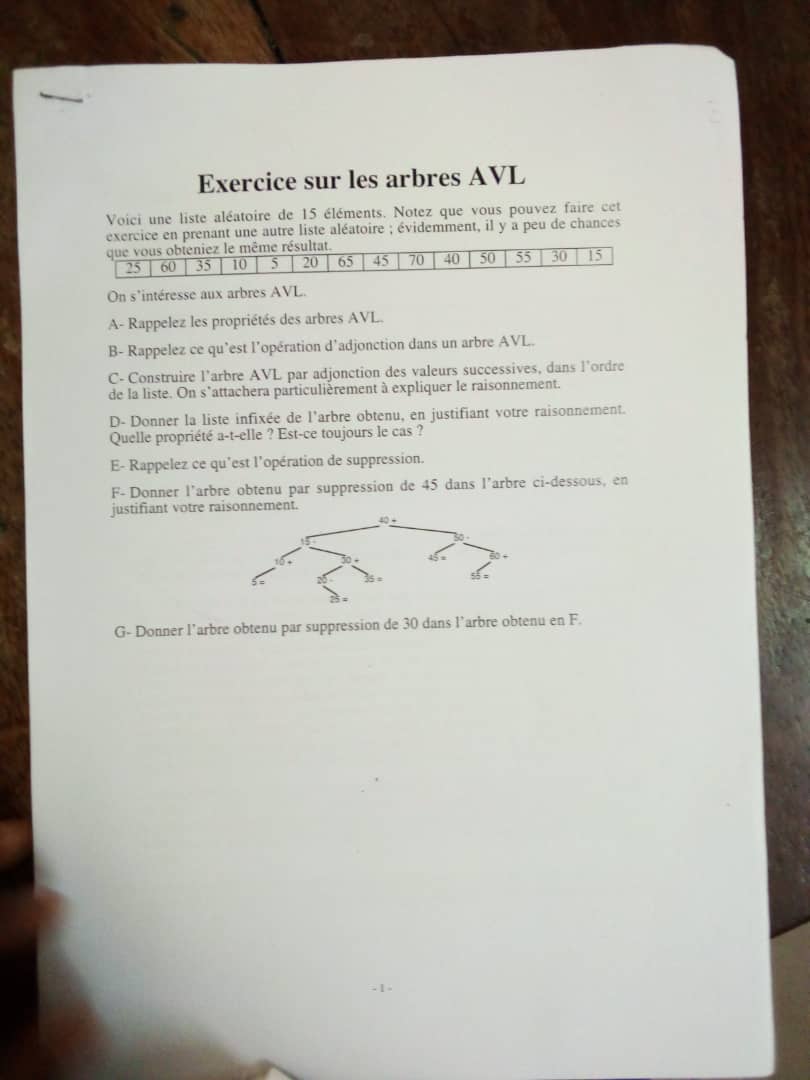 Exercice sur les arbres AVL
Voici une liste aléatoire de 15 éléments. Notez que vous pouvez faire cet
exercice en prenant une autre liste aléatoire ; évidemment, il y a peu de chances
que vous obteniez le même résultat.
25 60 35 10 5 20 65 45 70 40 50 55 30 15
On s'intéresse aux arbres AVL.
A- Rappelez les propriétés des arbres AVL.
B- Rappelez ce qu'est l'opération d'adjonction dans un arbre AVL.
C- Construire l'arbre AVL par adjonction des valeurs successives, dans l'ordre
de la liste. On s'attachera particulièrement à expliquer le raisonnement.
D- Donner la liste infixée de l'arbre obtenu, en justifiant votre raisonnement.
Quelle propriété a-t-elle ? Est-ce toujours le cas ?
E- Rappelez ce qu'est l'opération de suppression.
F- Donner l'arbre obtenu par suppression de 45 dans l'arbre ci-dessous, en
justifiant votre raisonnement.
40 +
15 - 50 -
10 + 30 + 45 = 60 +
5 = 20 - 35 = 55 =
25 =
G- Donner l'arbre obtenu par suppression de 30 dans l'arbre obtenu en F.
- 1 -